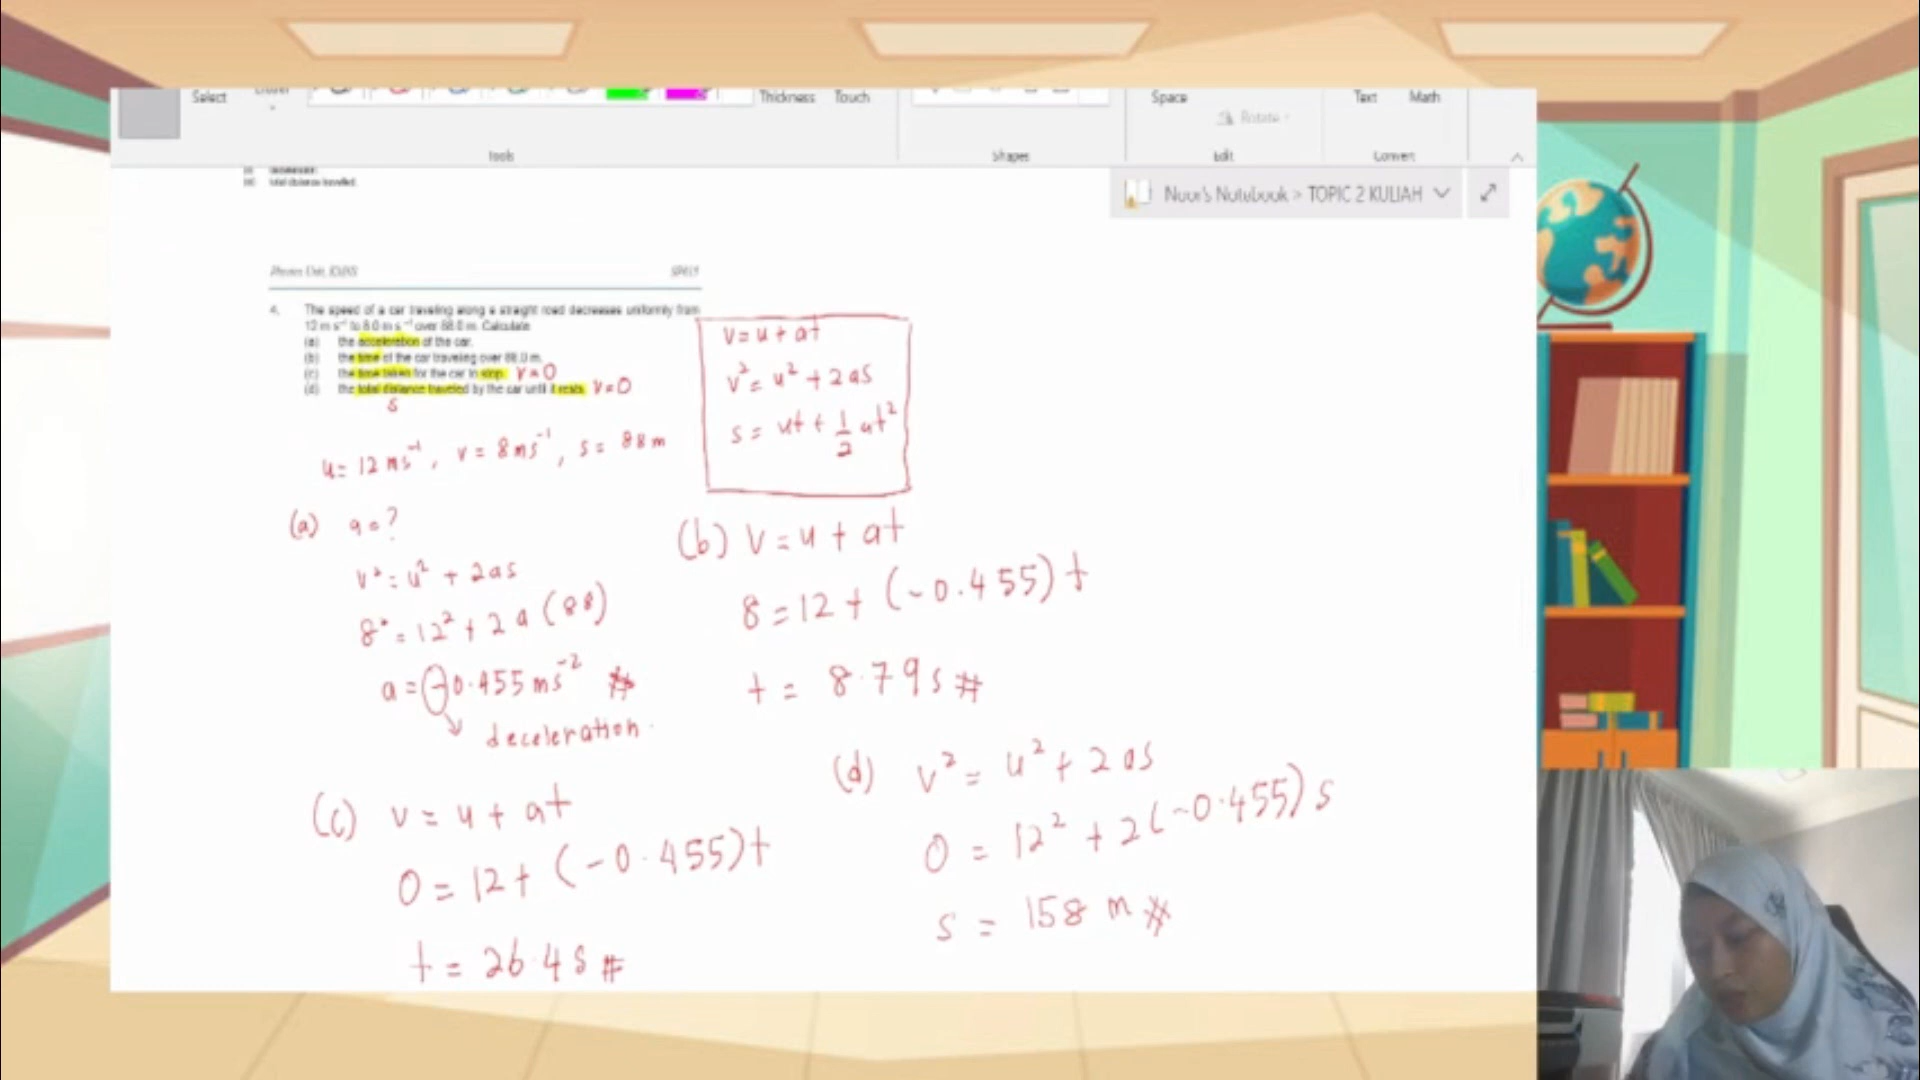 Select
Thickness Touch
Space
Text Math
Rotate
Tools
Shapes
Edit
Convert
total distance travelled.
Noor's Notebook > TOPIC 2 KULIAH
4. The speed of a car traveling along a straight road decreases uniformly from
12 m s⁻¹ to 8.0 m s⁻¹ over 88.0 m. Calculate
(a) the acceleration of the car.
(b) the time of the car traveling over 88.0 m.
(c) the time taken for the car to stop. v=0
(d) the total distance traveled by the car until it rests. v=0
s
v = u + at
v² = u² + 2as
s = ut + 1/2 at²
u = 12 ms⁻¹, v = 8 ms⁻¹, s = 88 m
(a) a = ?
v² = u² + 2as
8² = 12² + 2a (88)
a = -0.455 ms⁻² #
deceleration.
(b) v = u + at
8 = 12 + (-0.455) t
t = 8.79 s #
(c) v = u + at
0 = 12 + (-0.455)t
t = 26.4 s #
(d) v² = u² + 2as
0 = 12² + 2(-0.455) s
s = 158 m #